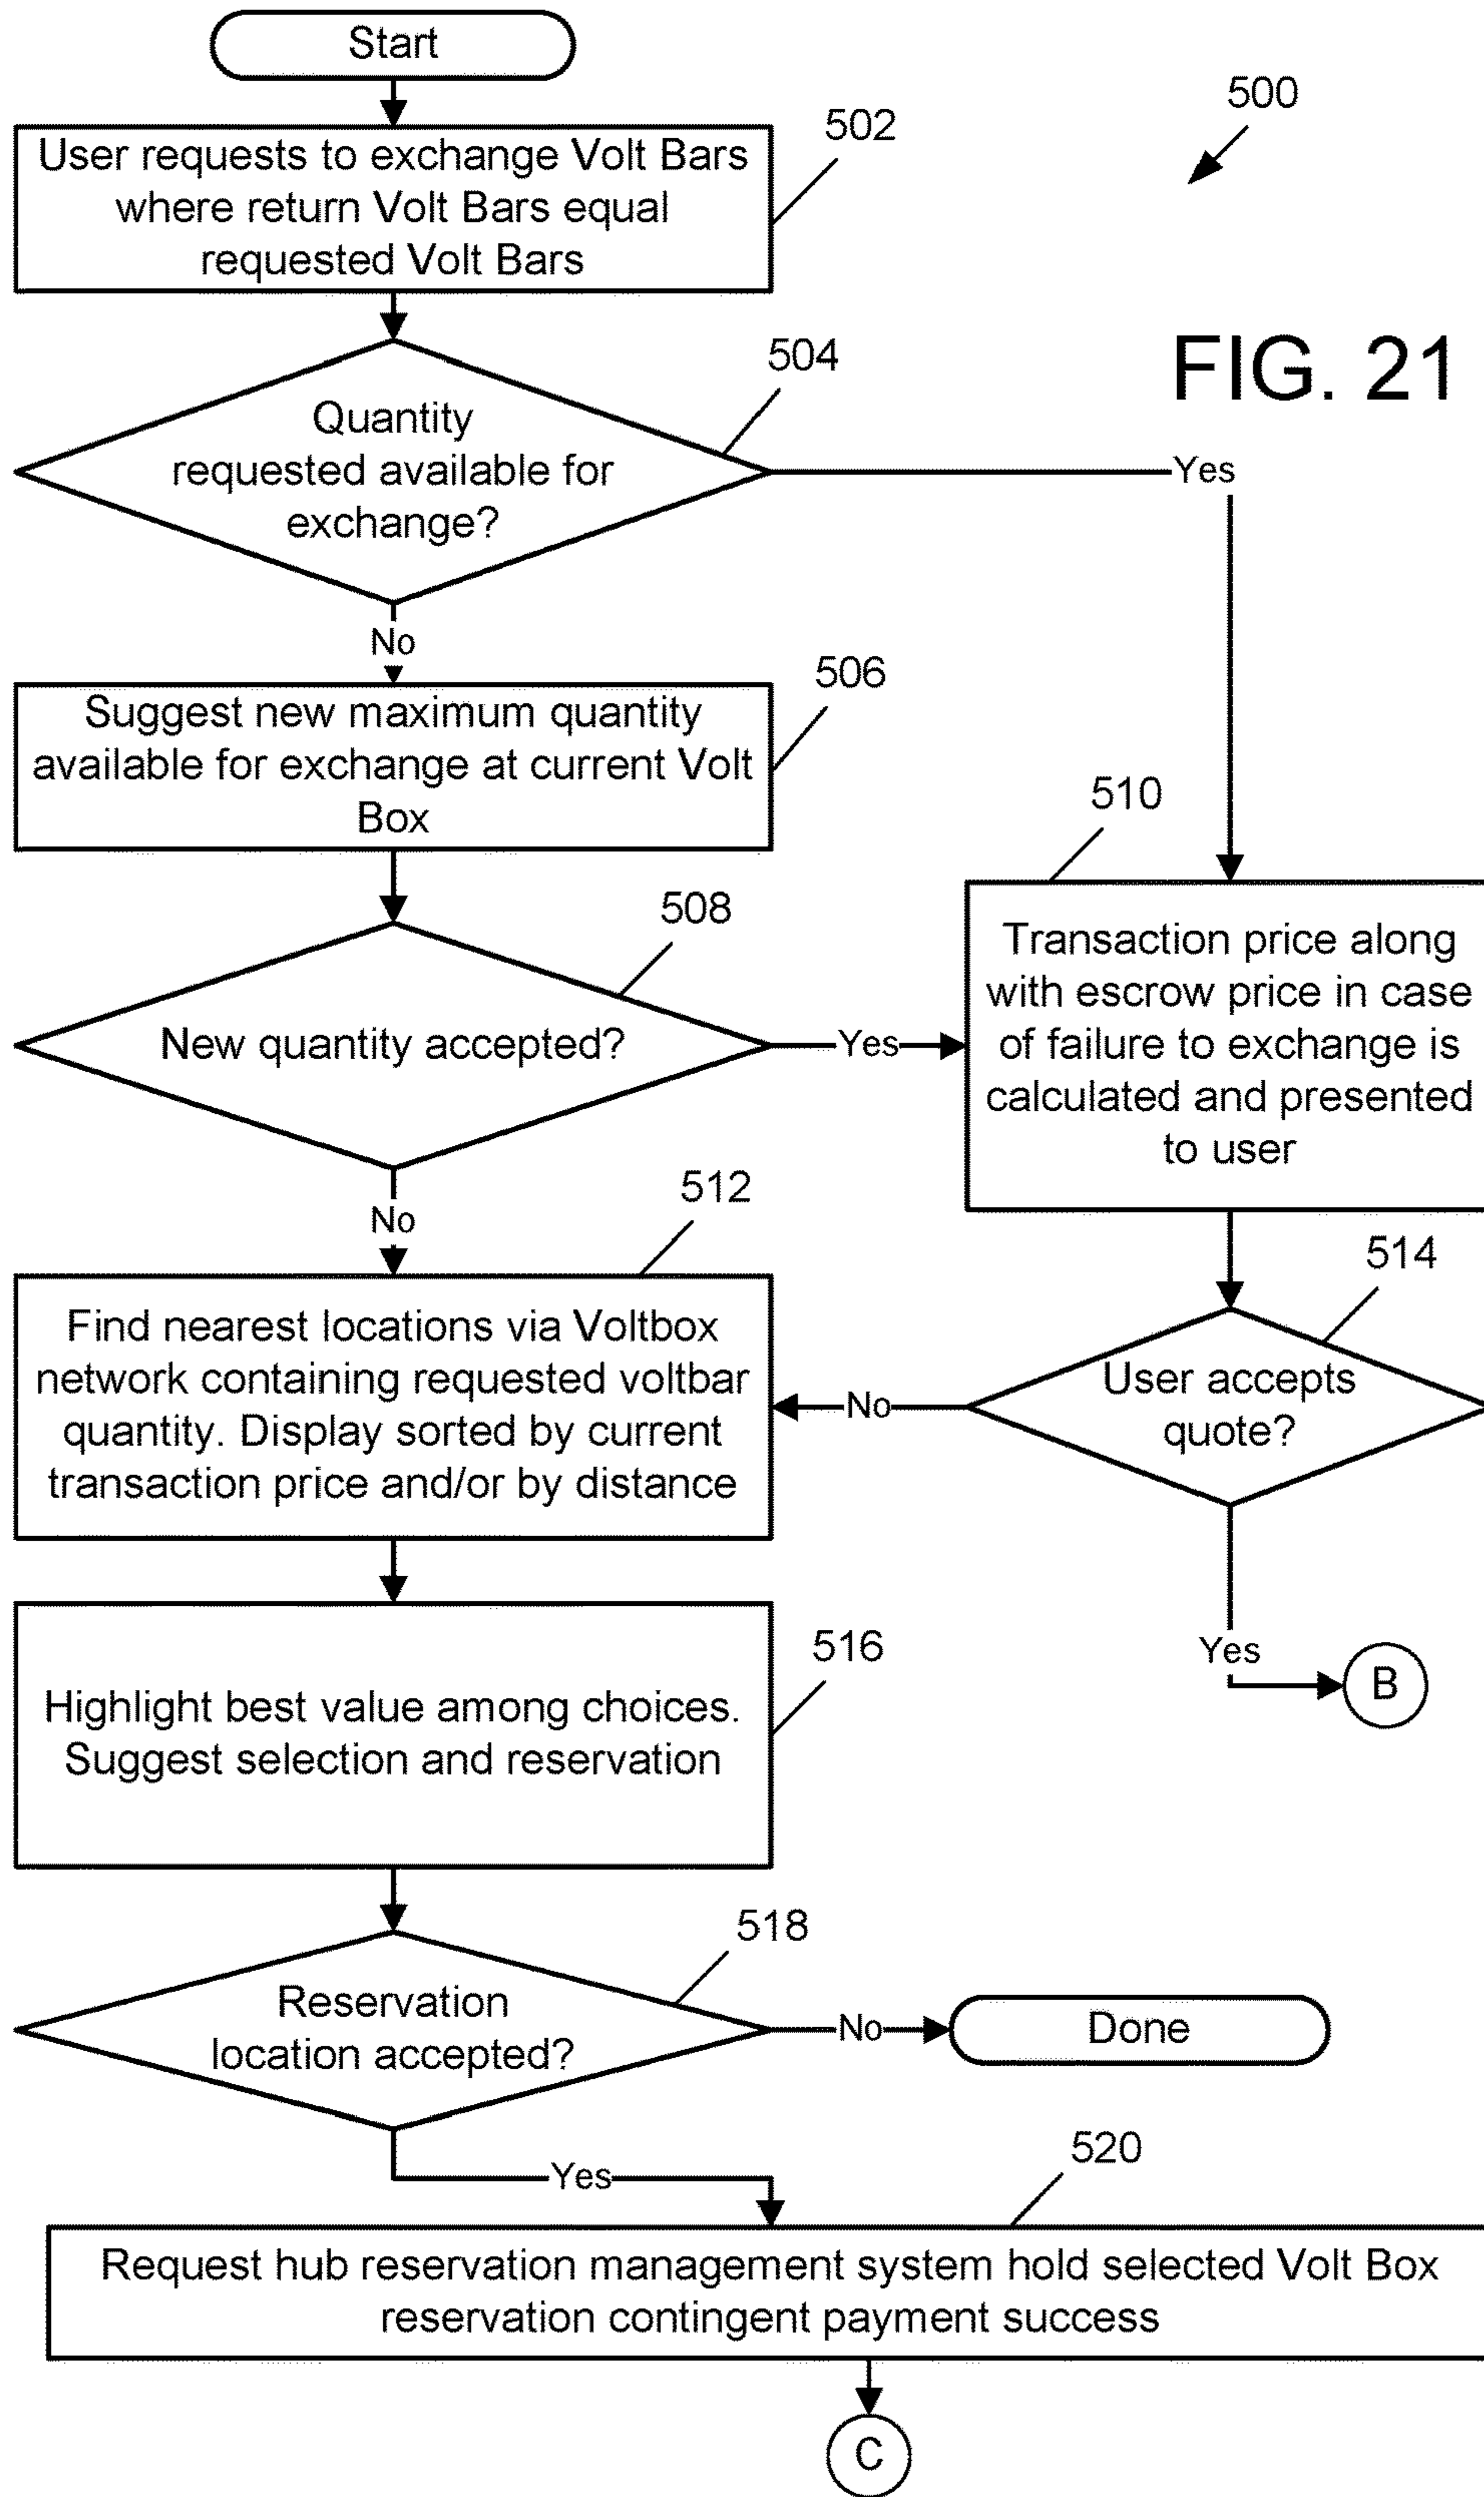 Start
500
502
User requests to exchange Volt Bars
where return Volt Bars equal
requested Volt Bars
FIG. 21
504
Quantity
requested available for
exchange?
Yes
No
506
Suggest new maximum quantity
available for exchange at current Volt
Box
510
Transaction price along
with escrow price in case
of failure to exchange is
calculated and presented
to user
508
New quantity accepted?
Yes
No
512
Find nearest locations via Voltbox
network containing requested voltbar
quantity. Display sorted by current
transaction price and/or by distance
514
User accepts
quote?
No
Yes
B
516
Highlight best value among choices.
Suggest selection and reservation
518
Reservation
location accepted?
No
Done
Yes
520
Request hub reservation management system hold selected Volt Box
reservation contingent payment success
C